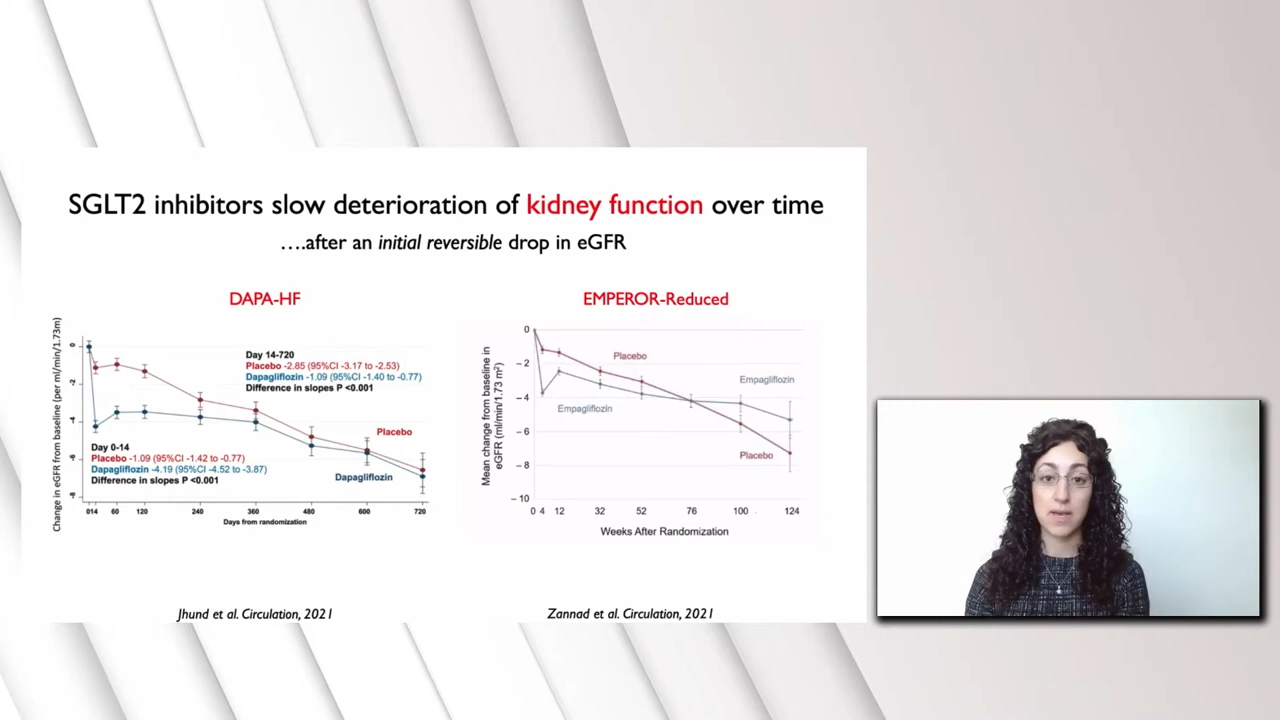 SGLT2 inhibitors slow deterioration of kidney function over time
….after an initial reversible drop in eGFR
DAPA-HF
Change in eGFR from baseline (per ml/min/1.73m)
0
-2
-4
-6
-8
Day 14-720
Placebo -2.85 (95%CI -3.17 to -2.53)
Dapagliflozin -1.09 (95%CI -1.40 to -0.77)
Difference in slopes P <0.001
Day 0-14
Placebo -1.09 (95%CI -1.42 to -0.77)
Dapagliflozin -4.19 (95%CI -4.52 to -3.87)
Difference in slopes P <0.001
Placebo
Dapagliflozin
0 14 60 120 240 360 480 600 720
Days from randomization
Jhund et al. Circulation, 2021
EMPEROR-Reduced
Mean change from baseline in
eGFR (ml/min/1.73 m²)
0
– 2
– 4
– 6
– 8
– 10
Placebo
Empagliflozin
Empagliflozin
Placebo
0 4 12 32 52 76 100 124
Weeks After Randomization
Zannad et al. Circulation, 2021